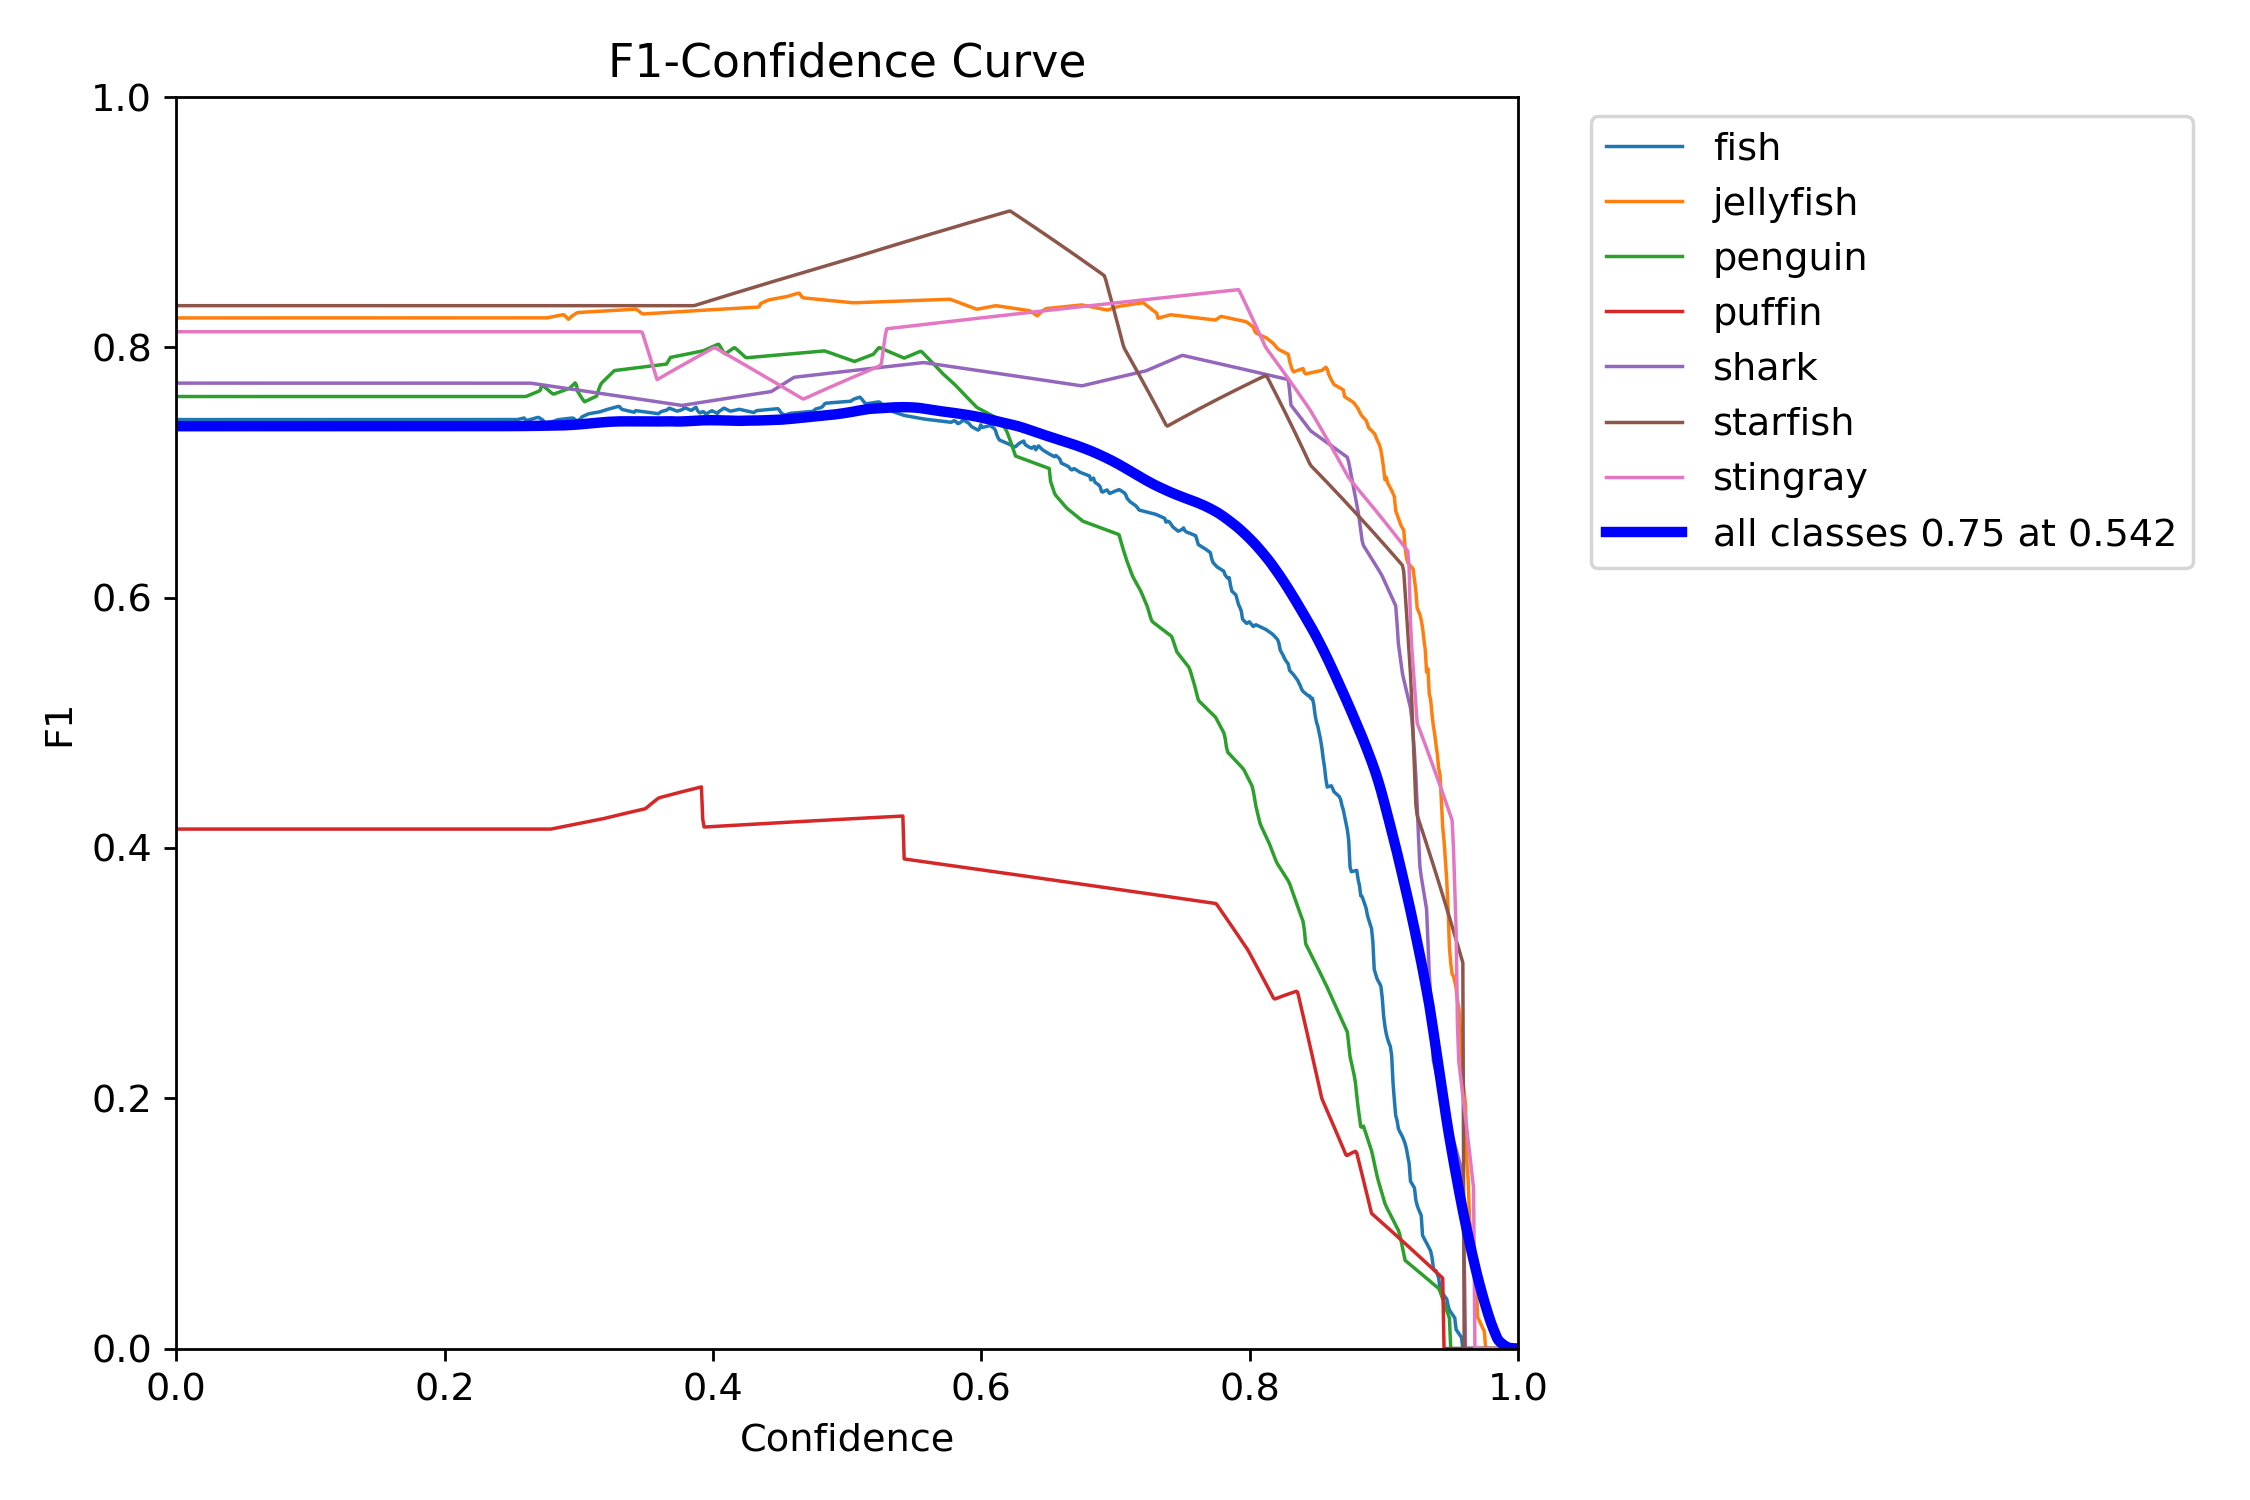 F1-Confidence Curve
1.0
0.8
0.6
0.4
0.2
0.0
F1
0.0 0.2 0.4 0.6 0.8 1.0
Confidence
fish
jellyfish
penguin
puffin
shark
starfish
stingray
all classes 0.75 at 0.542